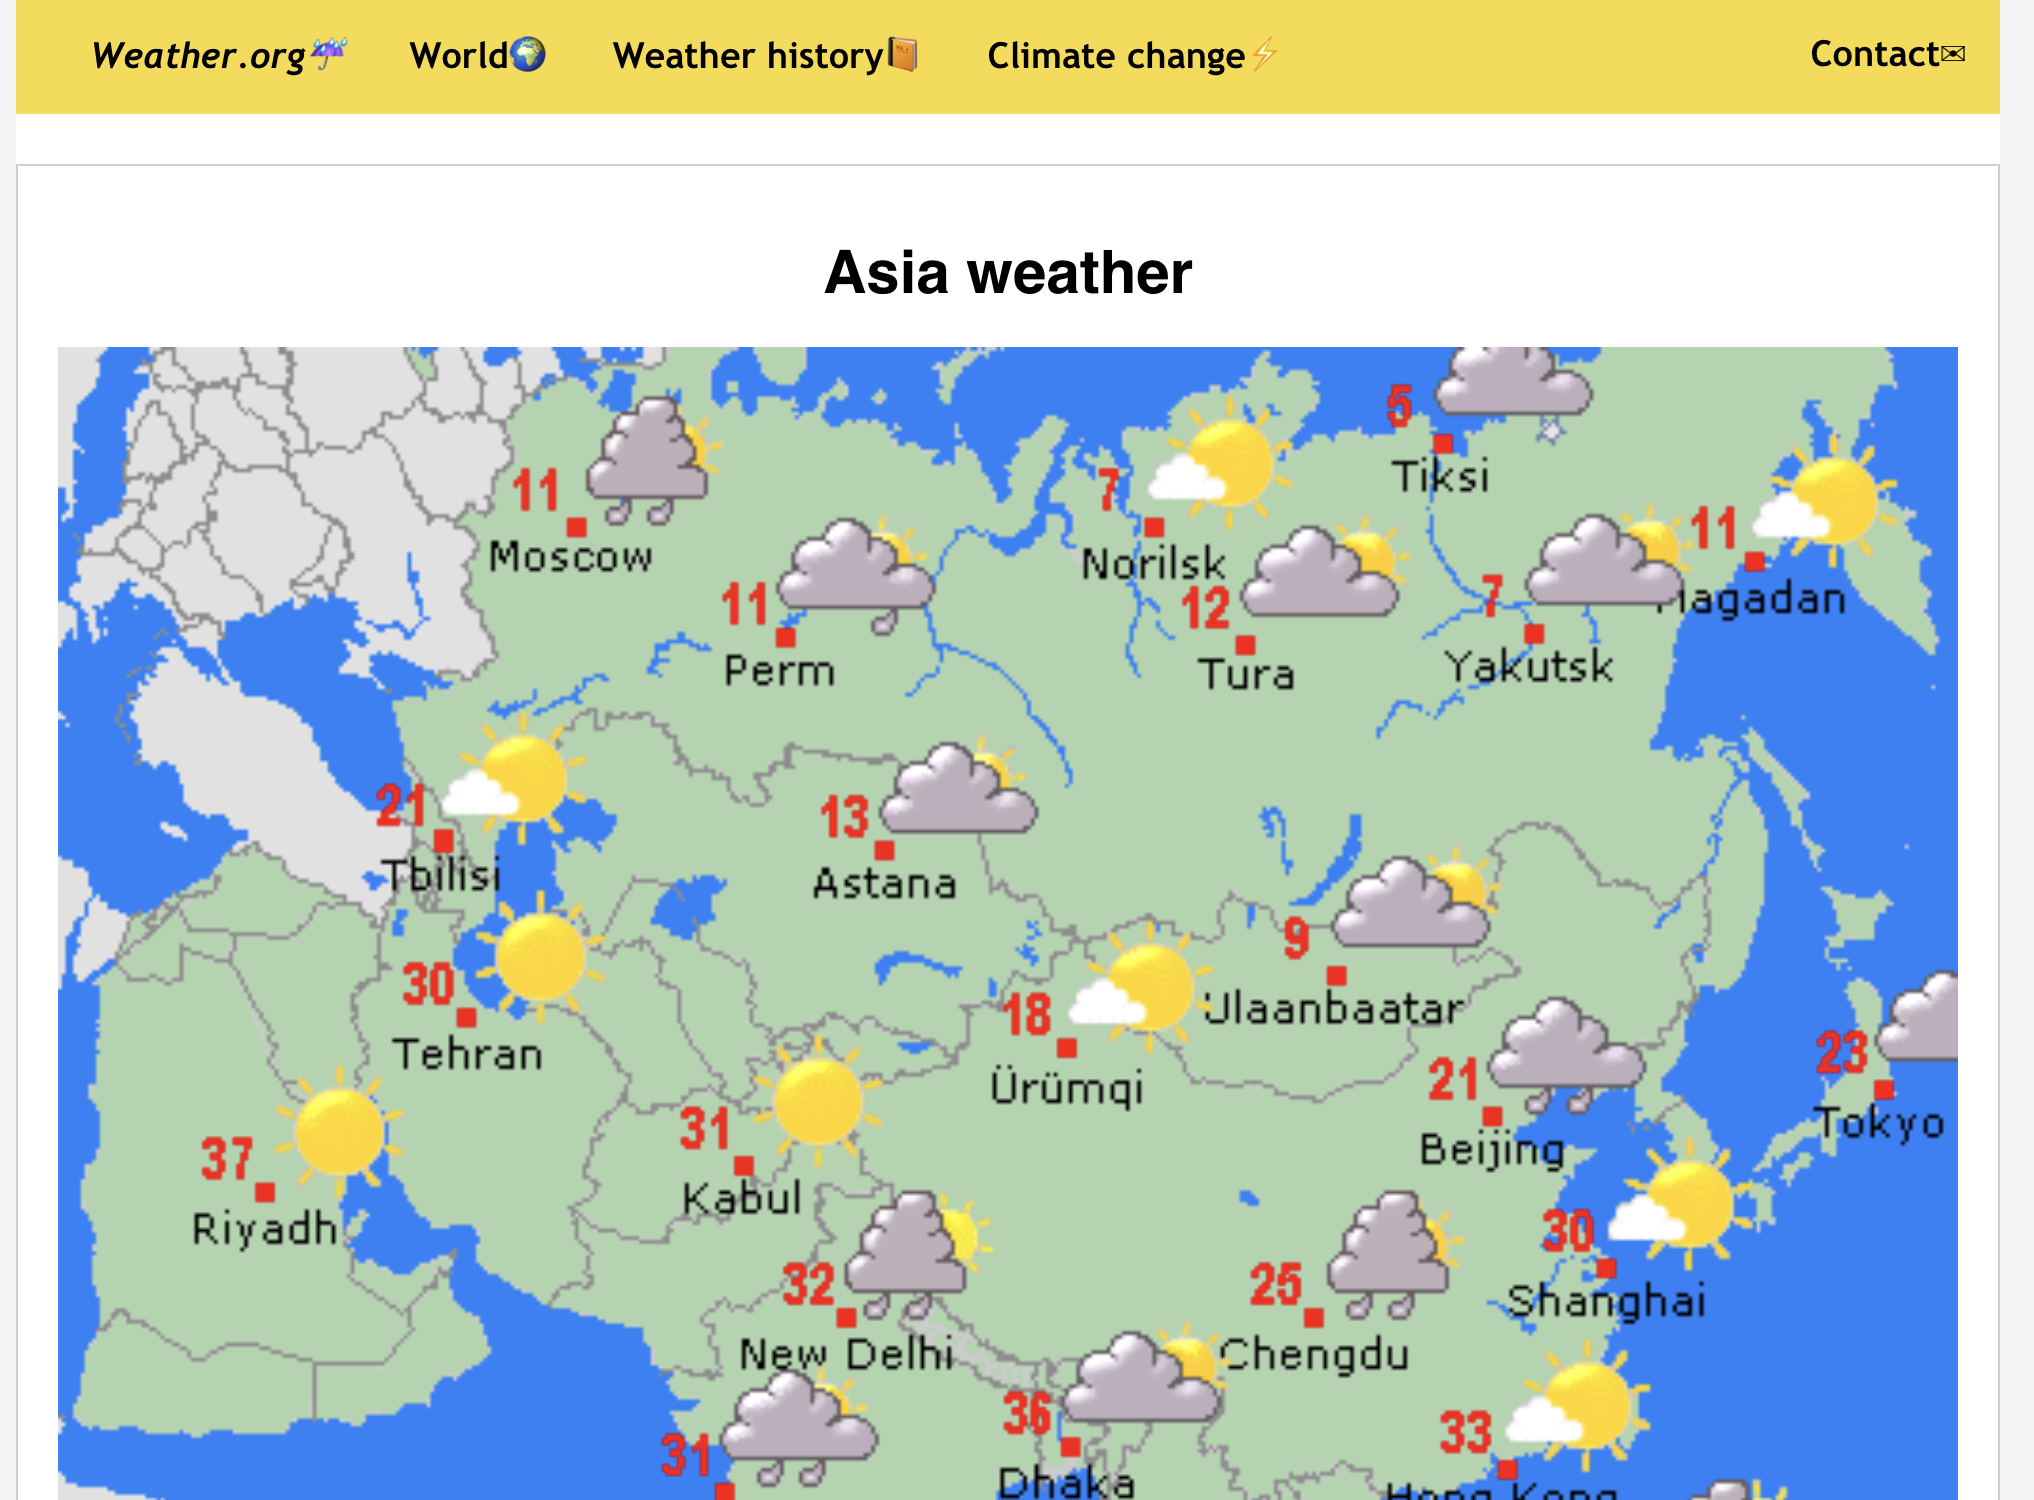 Weather.org☔ World🌍 Weather history📔 Climate change⚡ Contact✉
Asia weather
5
Tiksi
11
Moscow
7
Norilsk
11
Magadan
11
Perm
12
Tura
7
Yakutsk
21
Tbilisi
13
Astana
9
Ulaanbaatar
30
Tehran
18
Ürümqi
23
Tokyo
21
Beijing
31
Kabul
37
Riyadh
30
Shanghai
32
New Delhi
25
Chengdu
36
Dhaka
33
Hong Kong
31